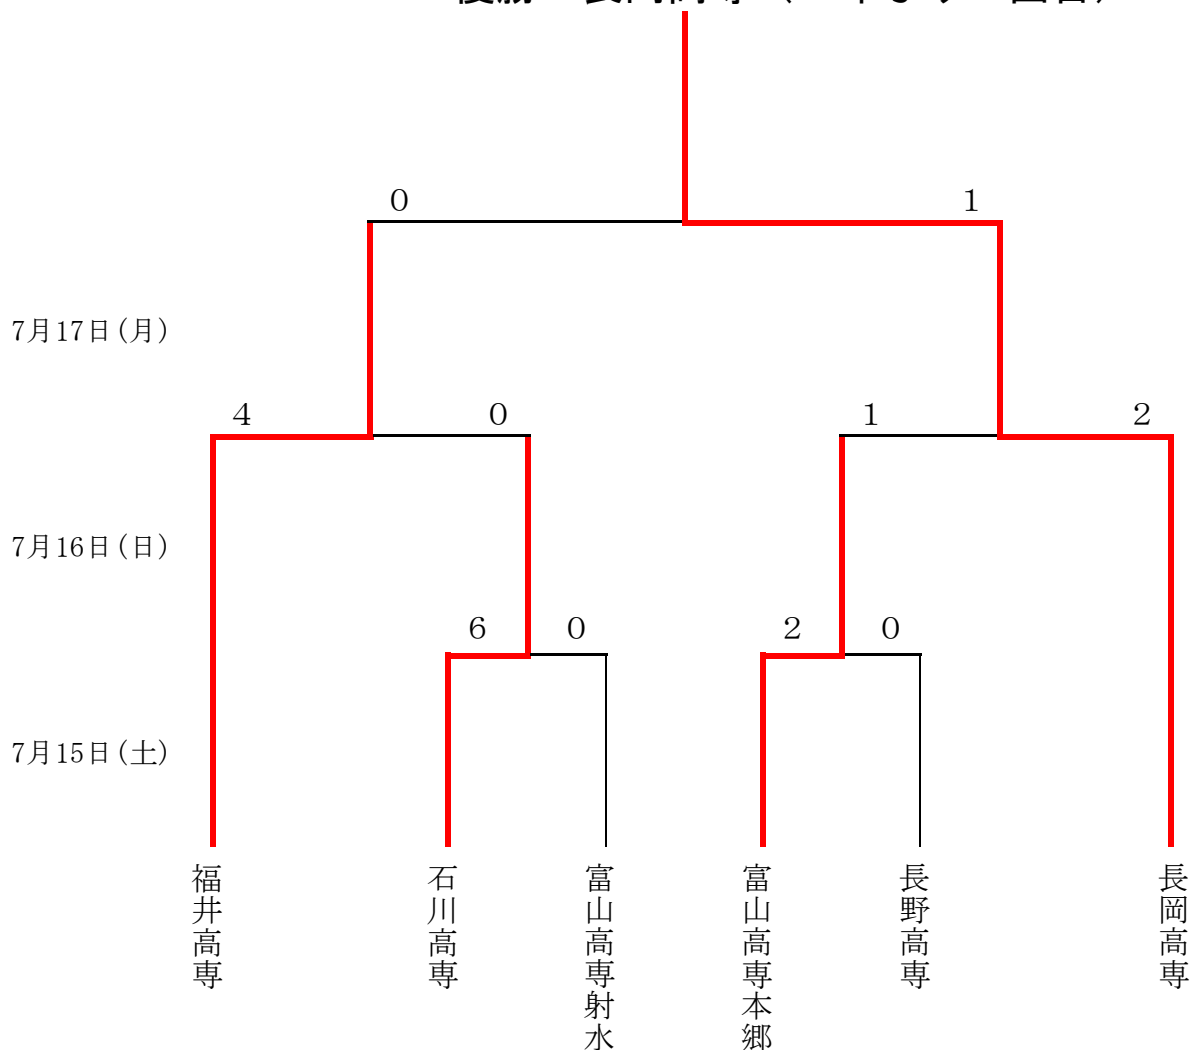 0 1
7月17日(月)
4 0 1 2
7月16日(日)
6 0 2 0
7月15日(土)
福井高専
石川高専
富山高専射水
富山高専本郷
長野高専
長岡高専